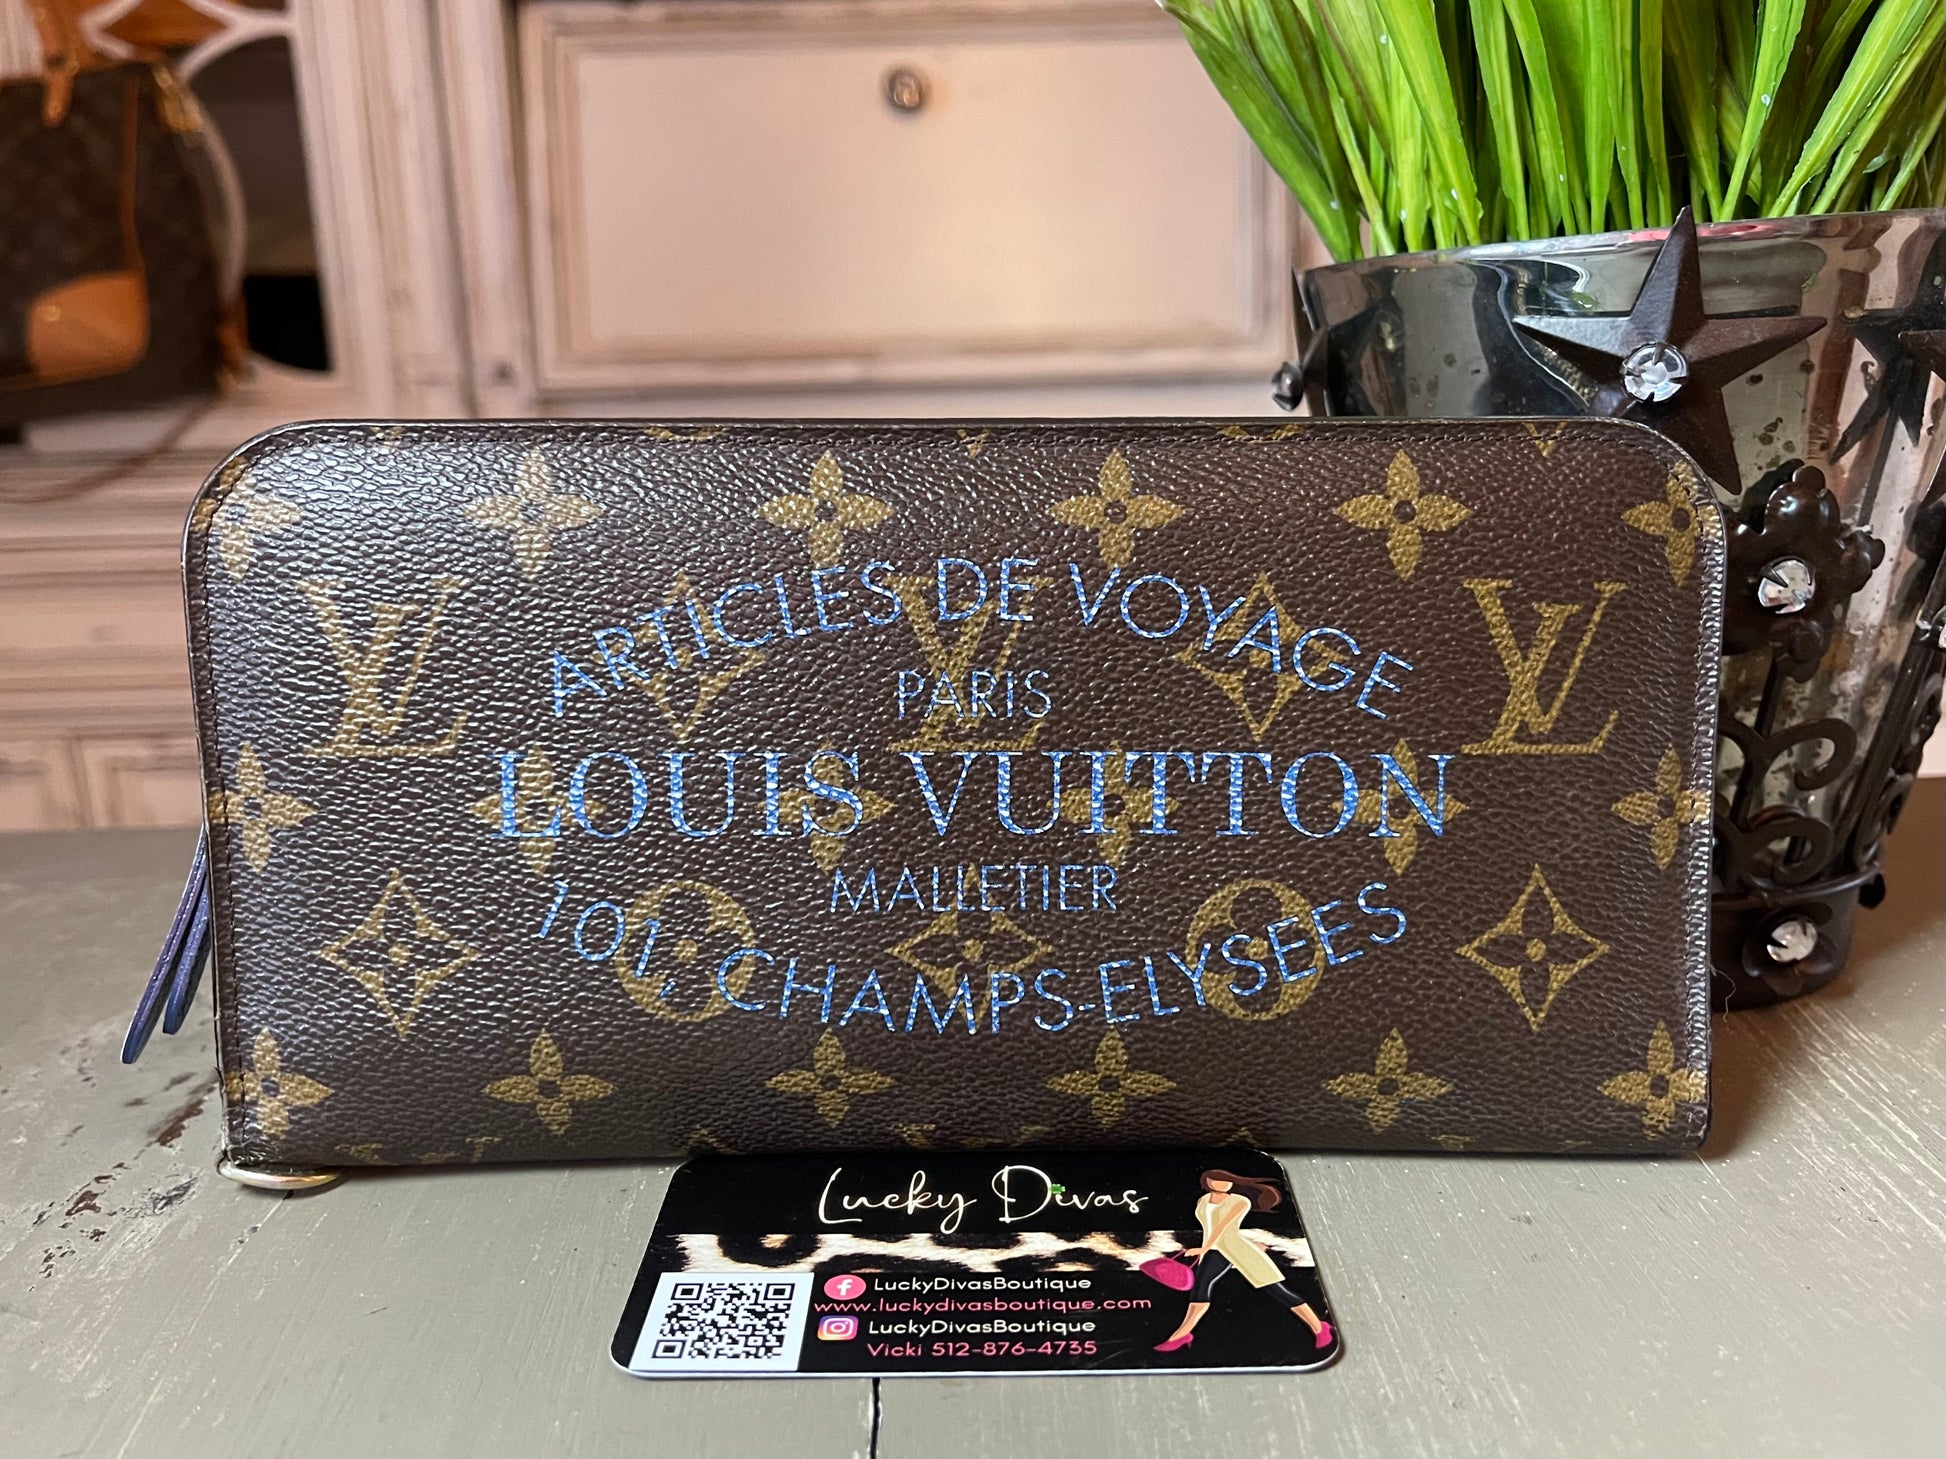 ARTICLES DE VOYAGE
PARIS
LOUIS VUITTON
MALLETIER
101, CHAMPS-ELYSEES
Lucky Divas
LuckyDivasBoutique
www.luckydivasboutique.com
LuckyDivasBoutique
Vicki 512-876-4735